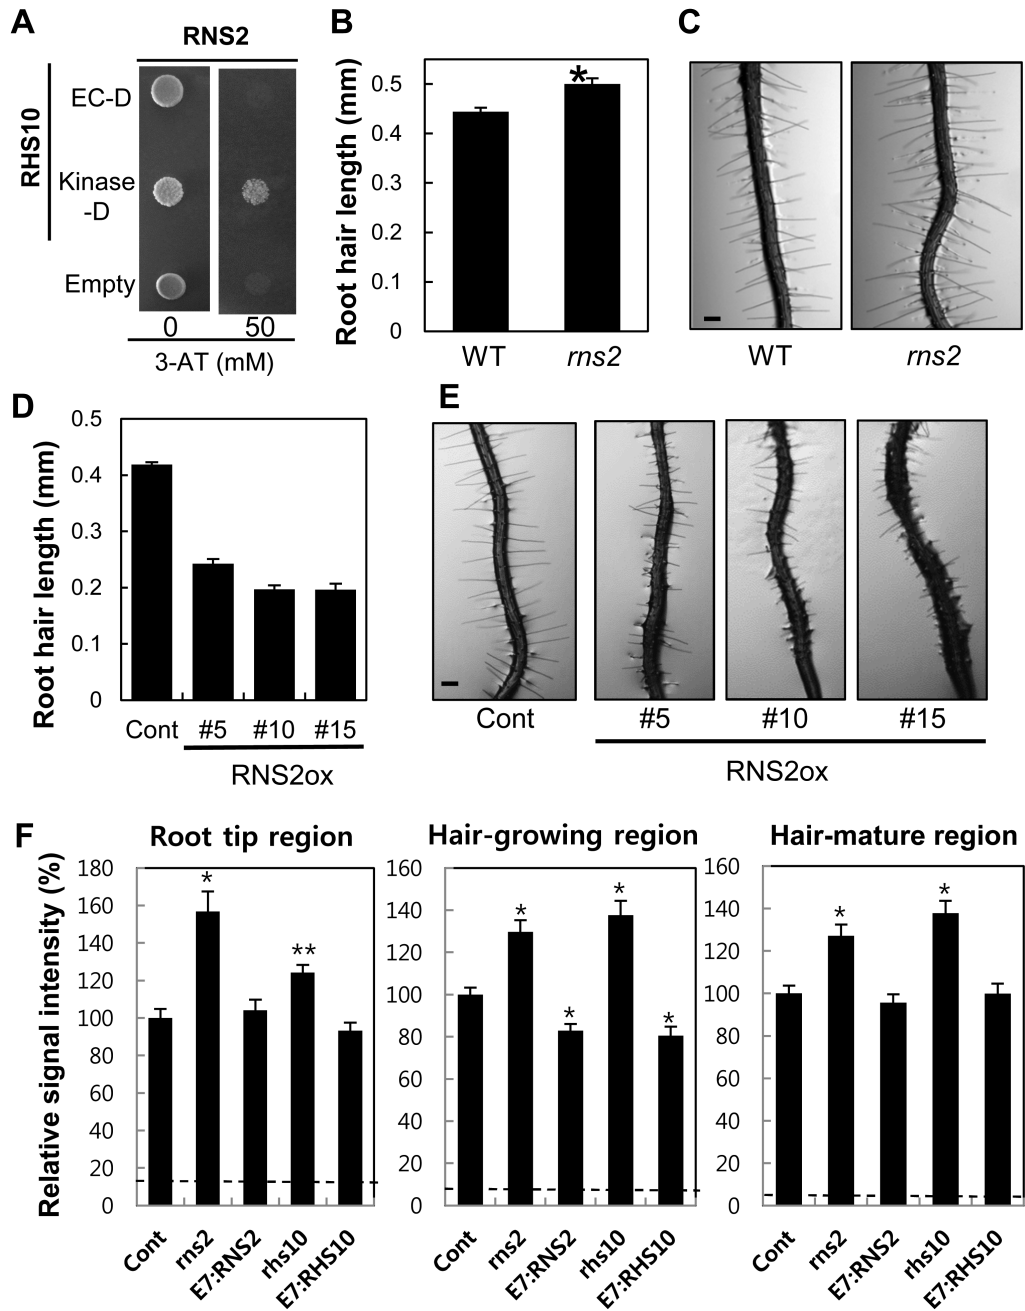 A
RNS2
RHS10
EC-D
Kinase
-D
Empty
0
50
3-AT (mM)
B
Root hair length (mm)
0.5
0.4
0.3
0.2
0.1
0
*
WT
rns2
C
WT
rns2
D
Root hair length (mm)
0.5
0.4
0.3
0.2
0.1
0
Cont
#5
#10
#15
RNS2ox
E
Cont
#5
#10
#15
RNS2ox
F
Relative signal intensity (%)
Root tip region
180
160
140
120
100
80
60
40
20
0
*
**
Cont
rns2
E7:RNS2
rhs10
E7:RHS10
Hair-growing region
160
140
120
100
80
60
40
20
0
*
*
*
*
Cont
rns2
E7:RNS2
rhs10
E7:RHS10
Hair-mature region
160
140
120
100
80
60
40
20
0
*
*
Cont
rns2
E7:RNS2
rhs10
E7:RHS10